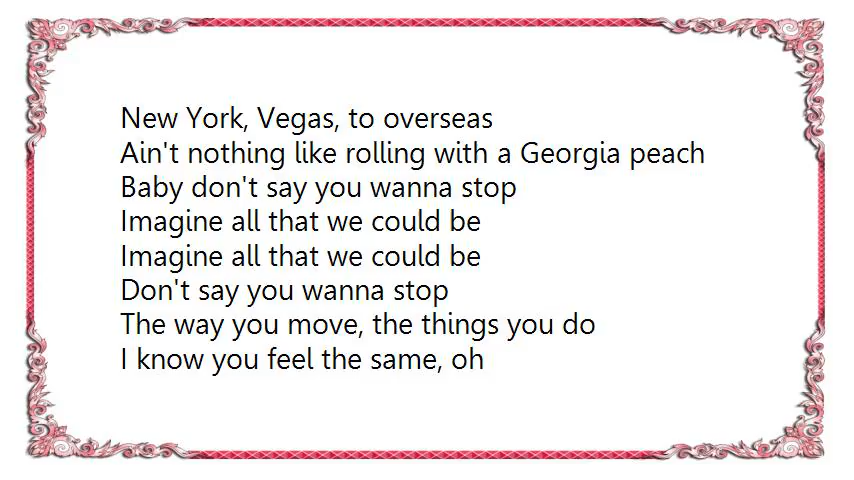 New York, Vegas, to overseas
Ain't nothing like rolling with a Georgia peach
Baby don't say you wanna stop
Imagine all that we could be
Imagine all that we could be
Don't say you wanna stop
The way you move, the things you do
I know you feel the same, oh